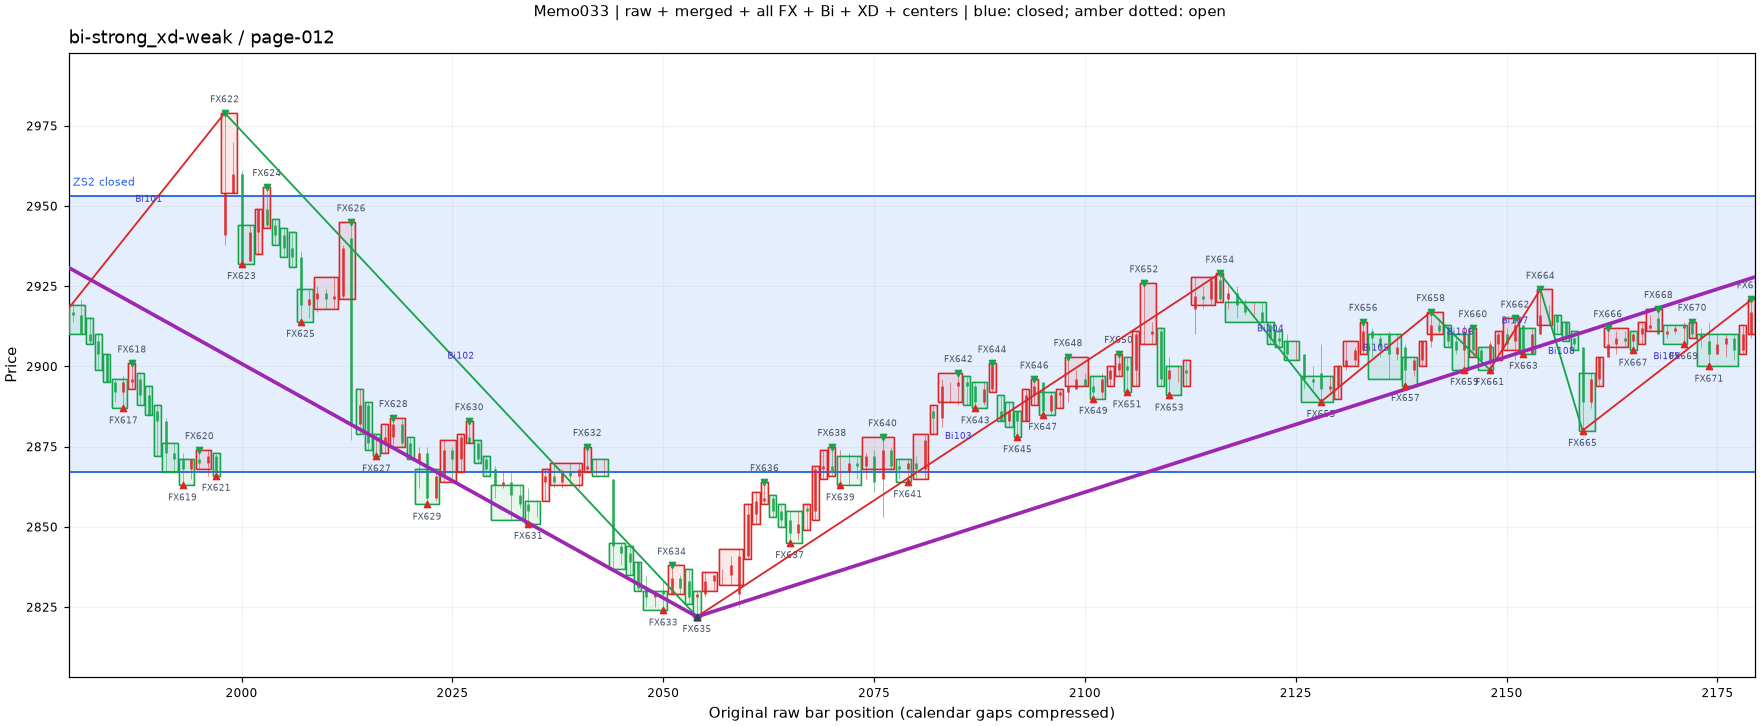 Memo033 | raw + merged + all FX + Bi + XD + centers | blue: closed; amber dotted: open
bi-strong_xd-weak / page-012
Price
2975
2950
2925
2900
2875
2850
2825
ZS2 closed
Bi101
FX622
FX624
FX623
FX626
FX625
FX618
FX617
FX620
FX619
FX621
FX628
FX627
FX630
FX629
FX632
FX631
Bi102
FX634
FX633
FX635
FX636
FX637
FX638
FX639
FX640
FX641
FX642
FX643
FX644
FX645
FX646
FX647
FX648
FX649
FX650
FX651
FX652
FX653
FX654
Bi103
Bi104
FX656
FX655
Bi105
FX657
FX658
Bi106
FX660
FX659
FX661
FX662
Bi107
FX663
FX664
Bi108
FX665
FX666
FX667
FX668
FX669
FX670
FX671
2000
2025
2050
2075
2100
2125
2150
2175
Original raw bar position (calendar gaps compressed)